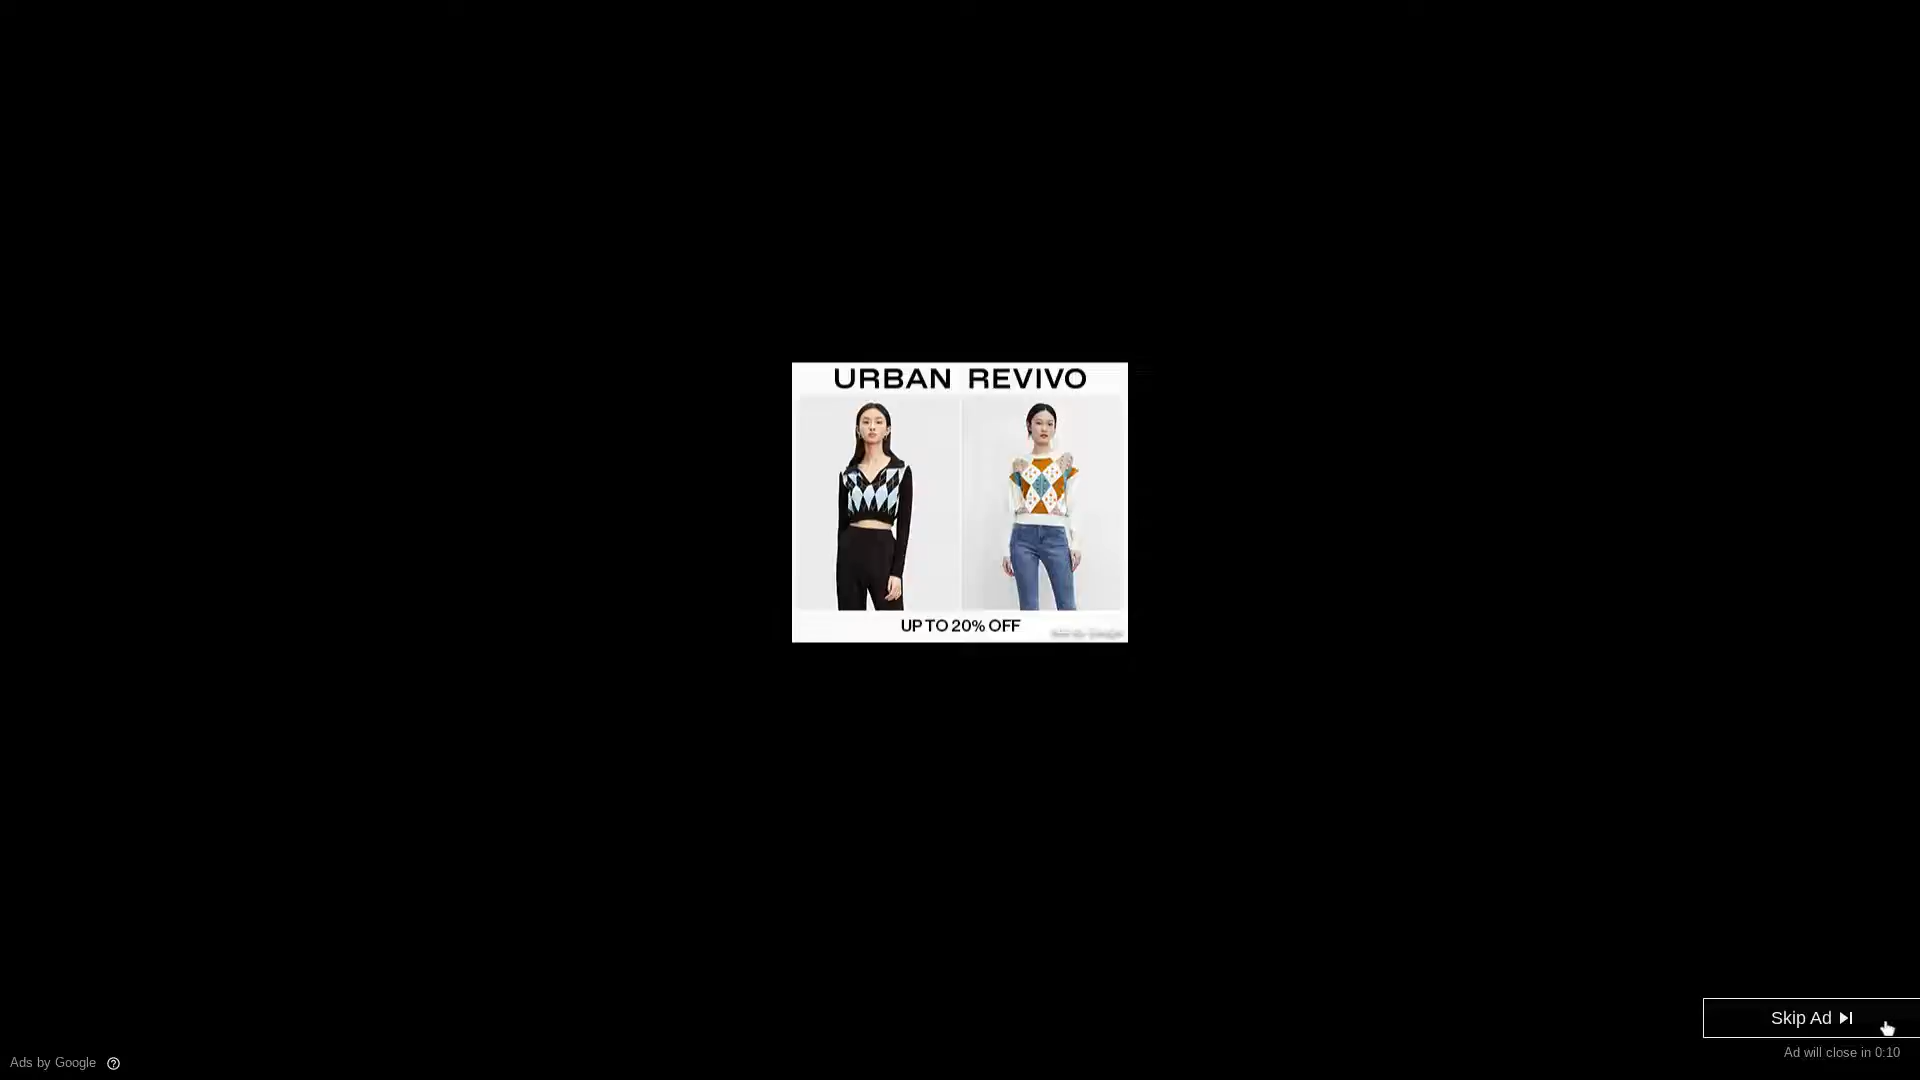 URBAN REVIVO
UP TO 20% OFF
Skip Ad
Ad will close in 0:10
Ads by Google